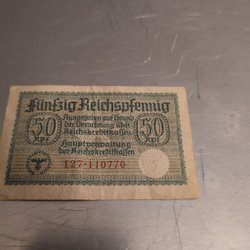 Fünfzig Reichspfennig
50 Ausgegeben auf Grund 50
der Verordnung über
Reichskreditkassen
Hauptverwaltung
der Reichskreditkassen
127·110770